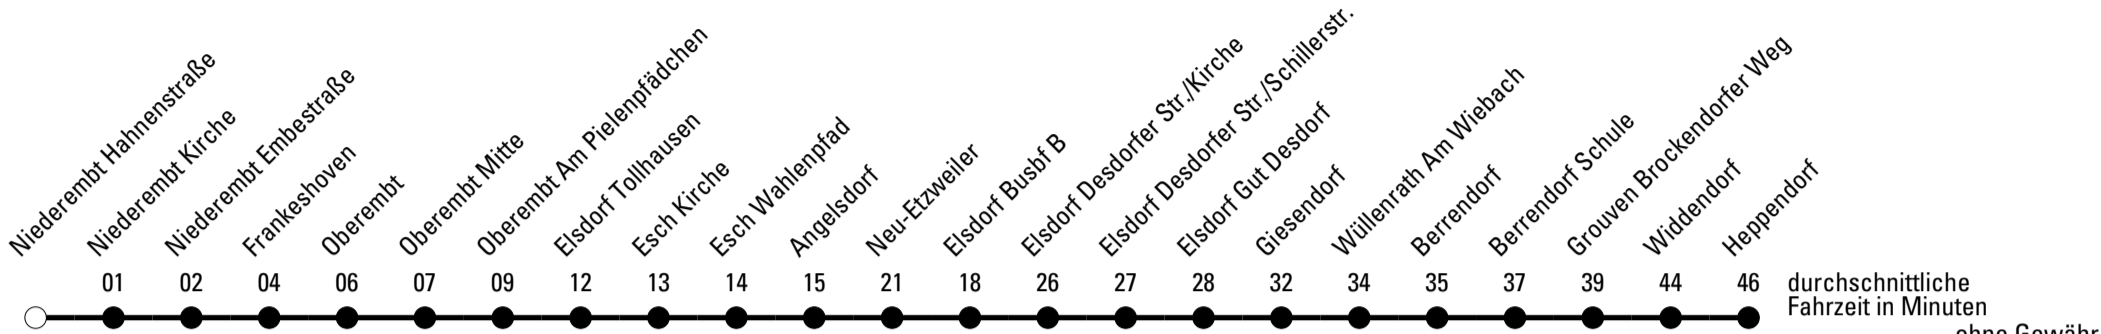 Niederembt Hahnenstraße
Niederembt Kirche
Niederembt Embestraße
Frankeshoven
Oberembt
Oberembt Mitte
Oberembt Am Pielenpfädchen
Elsdorf Tollhausen
Esch Kirche
Esch Wahlenpfad
Angelsdorf
Neu-Etzweiler
Elsdorf Busbf B
Elsdorf Desdorfer Str./Kirche
Elsdorf Desdorfer Str./Schillerstr.
Elsdorf Gut Desdorf
Giesendorf
Wüllenrath Am Wiebach
Berrendorf
Berrendorf Schule
Grouven Brockendorfer Weg
Widdendorf
Heppendorf
01 02 04 06 07 09 12 13 14 15 21 18 26 27 28 32 34 35 37 39 44 46 durchschnittliche
Fahrzeit in Minuten
ohne Gewähr